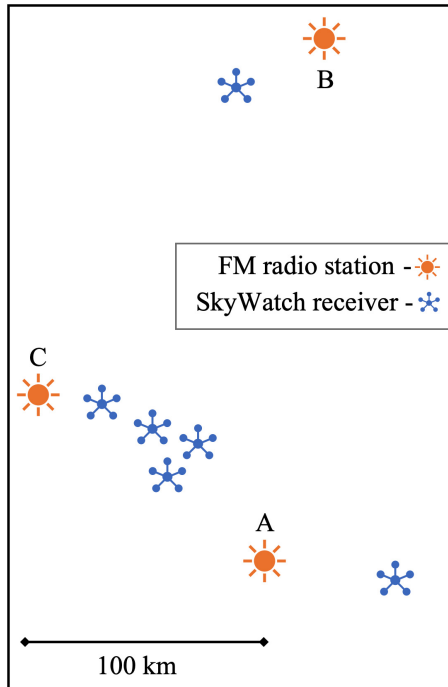 B
FM radio station -
SkyWatch receiver -
C
A
100 km